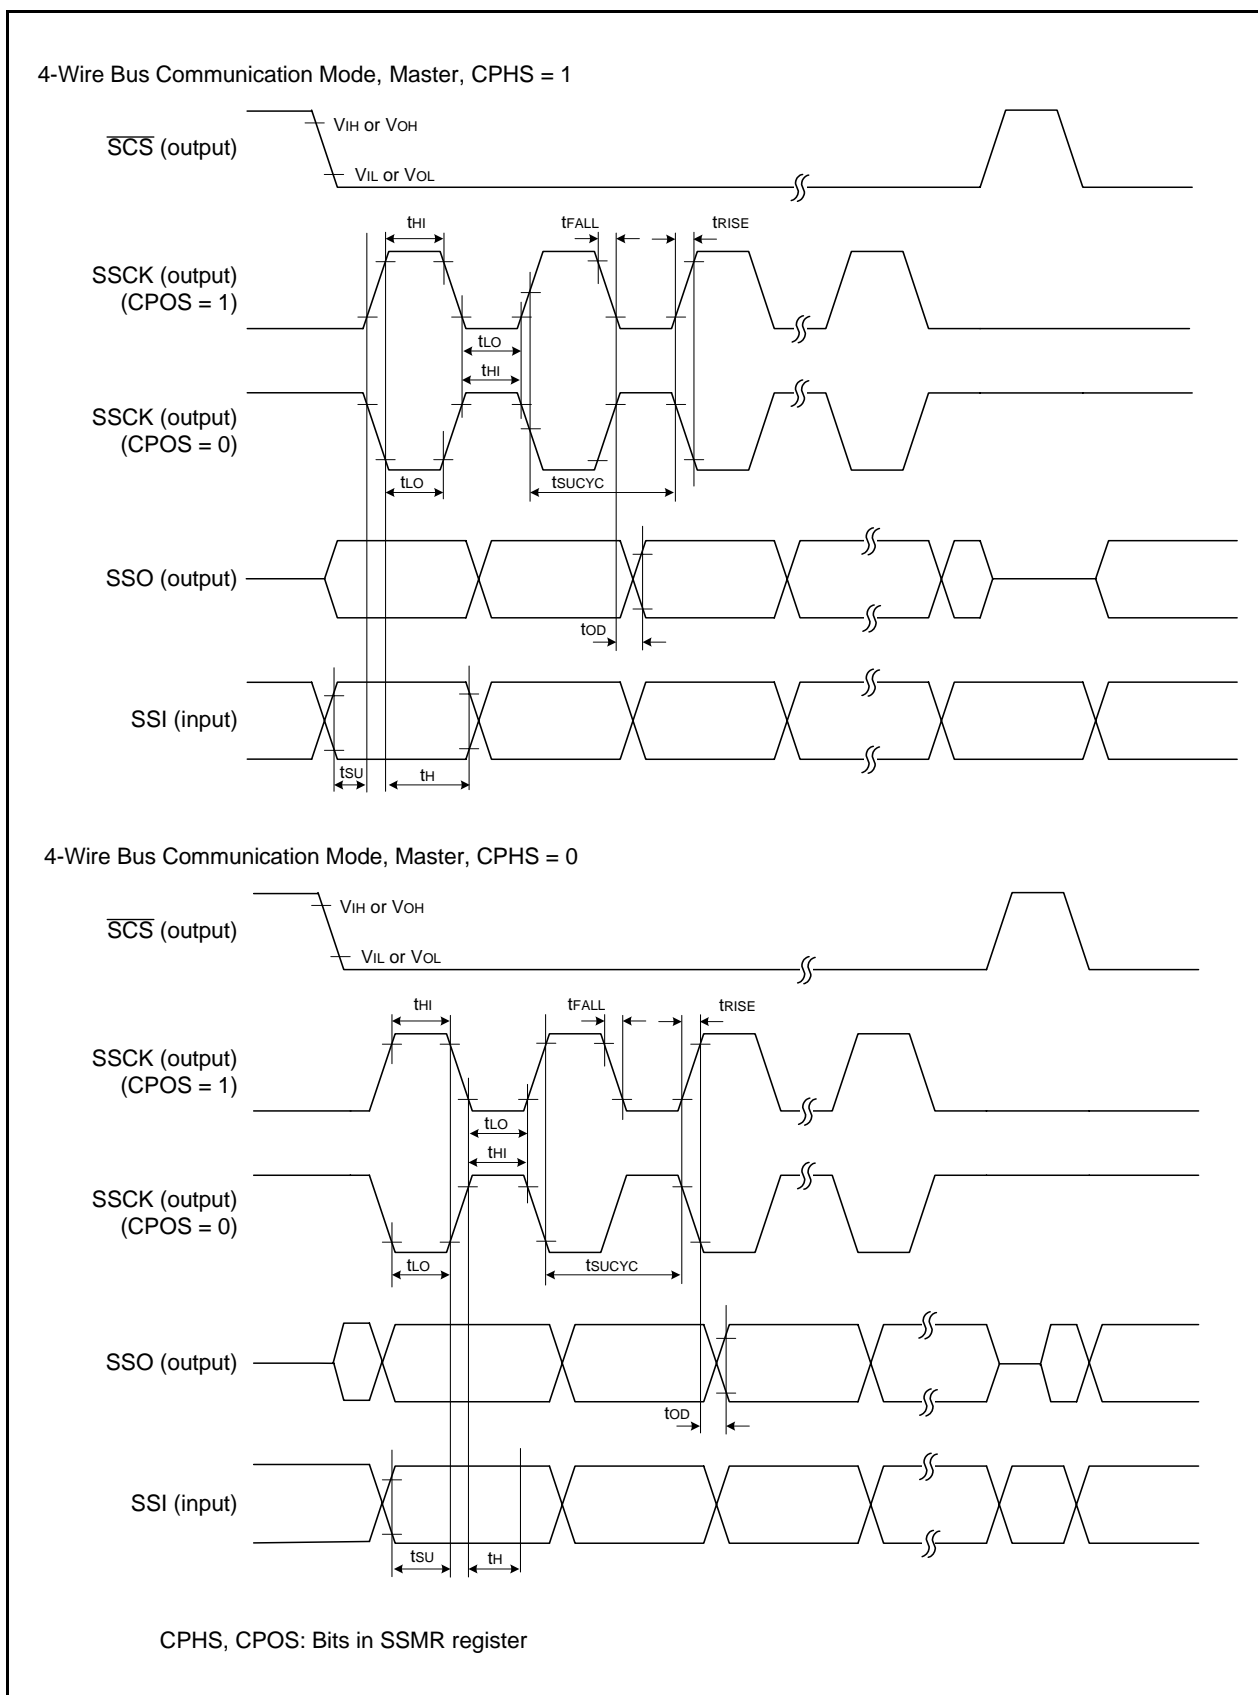 4-Wire Bus Communication Mode, Master, CPHS = 1
VIH or VOH
SCS (output)
VIL or VOL
tHI
tFALL
tRISE
SSCK (output)
(CPOS = 1)
tLO
tHI
SSCK (output)
(CPOS = 0)
tLO
tSUCYC
SSO (output)
tOD
SSI (input)
tSU
tH
4-Wire Bus Communication Mode, Master, CPHS = 0
VIH or VOH
SCS (output)
VIL or VOL
tHI
tFALL
tRISE
SSCK (output)
(CPOS = 1)
tLO
tHI
SSCK (output)
(CPOS = 0)
tLO
tSUCYC
SSO (output)
tOD
SSI (input)
tSU
tH
CPHS, CPOS: Bits in SSMR register